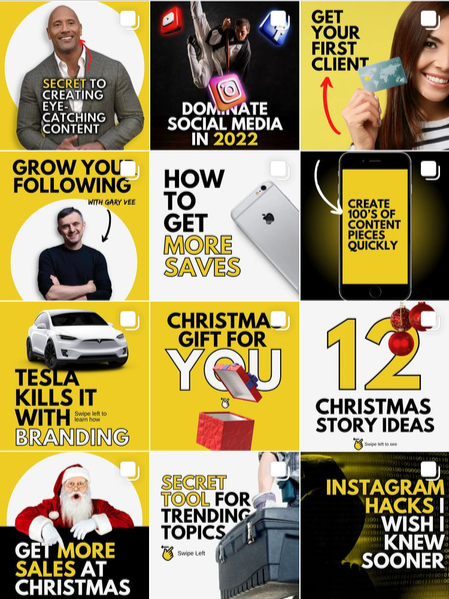 SECRET TO
CREATING
EYE-
CATCHING
CONTENT
DOMINATE
SOCIAL MEDIA
IN 2022
GET
YOUR
FIRST
CLIENT
GROW YOUR
FOLLOWING
WITH GARY VEE
HOW
TO
GET
MORE
SAVES
CREATE
100'S OF
CONTENT
PIECES
QUICKLY
TESLA
KILLS IT
WITH
Swipe left to
learn how
BRANDING
CHRISTMAS
GIFT FOR
YOU
12
CHRISTMAS
STORY IDEAS
Swipe left to see
GET MORE
SALES AT
CHRISTMAS
SECRET
TOOL FOR
TRENDING
TOPICS
Swipe Left
INSTAGRAM
HACKS I
WISH I
KNEW
SOONER